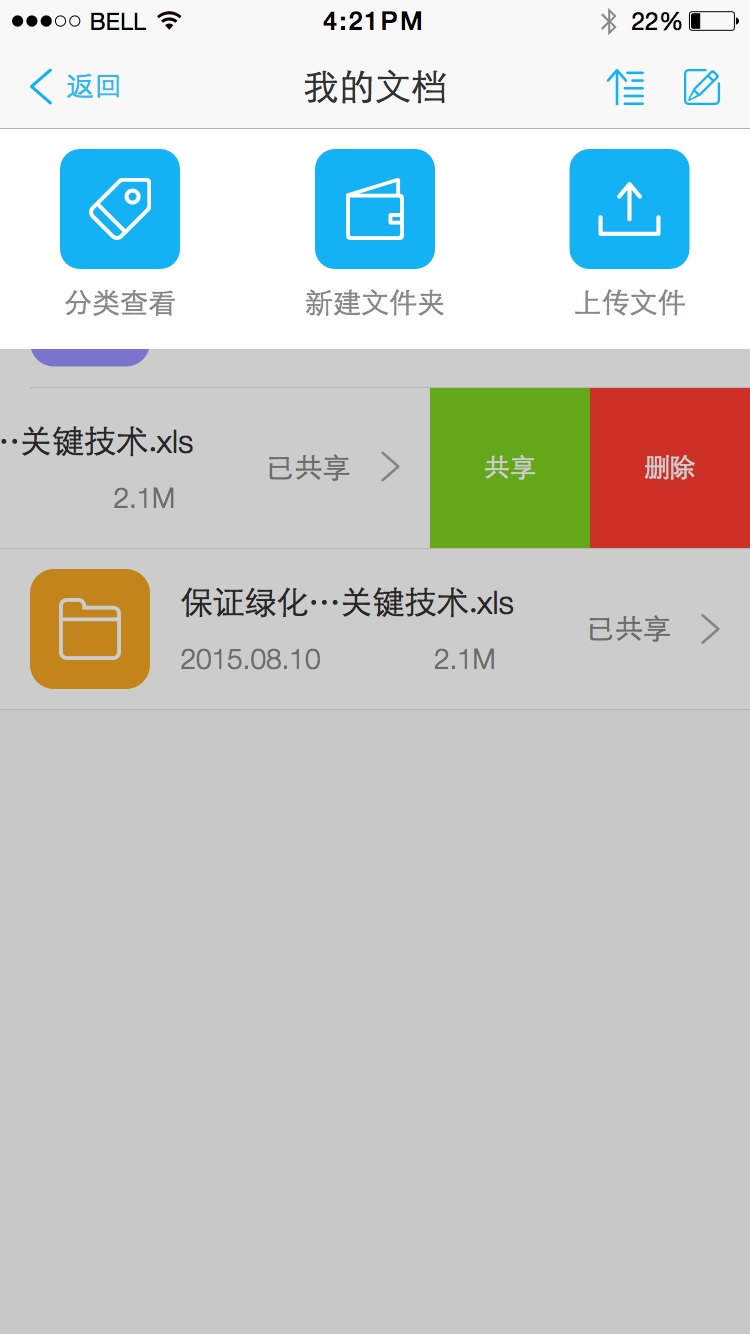 BELL 4:21PM 22%
返回 我的文档
分类查看 新建文件夹 上传文件
…关键技术.xls 已共享 共享 删除
2.1M
保证绿化…关键技术.xls 已共享
2015.08.10 2.1M